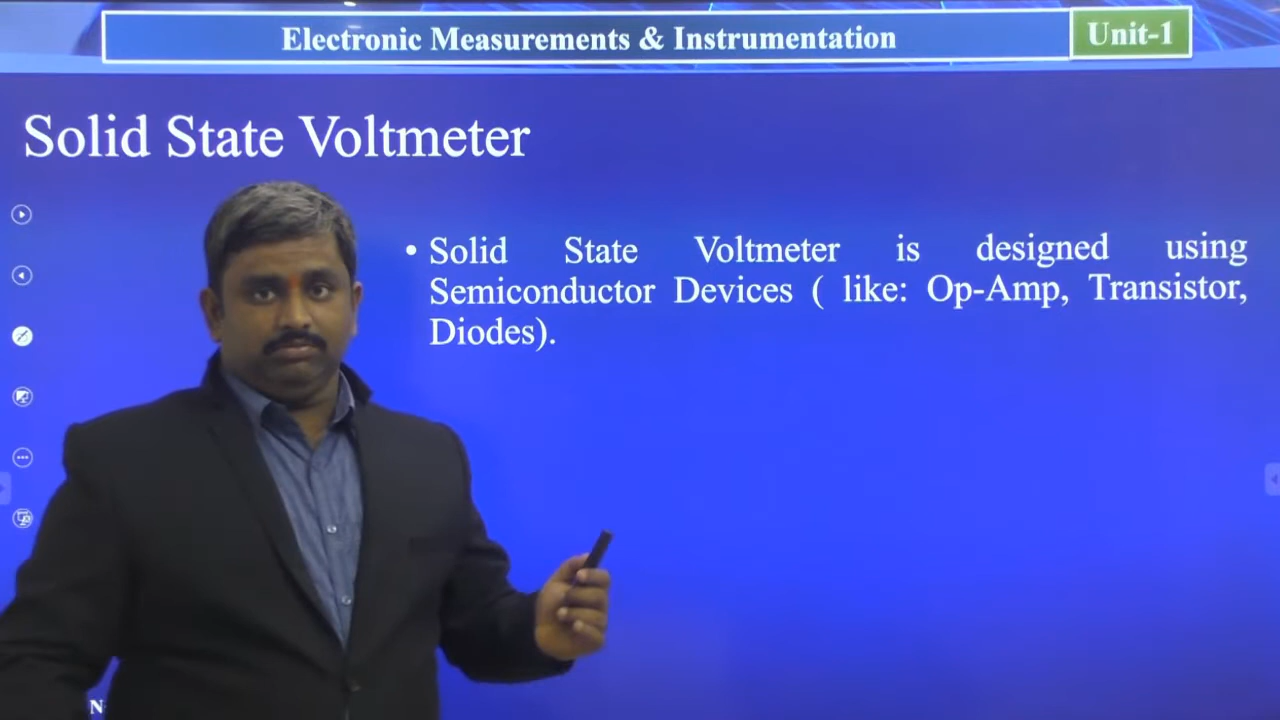 Electronic Measurements & Instrumentation
Unit-1
Solid State Voltmeter
• Solid State Voltmeter is designed using
Semiconductor Devices ( like: Op-Amp, Transistor,
Diodes).